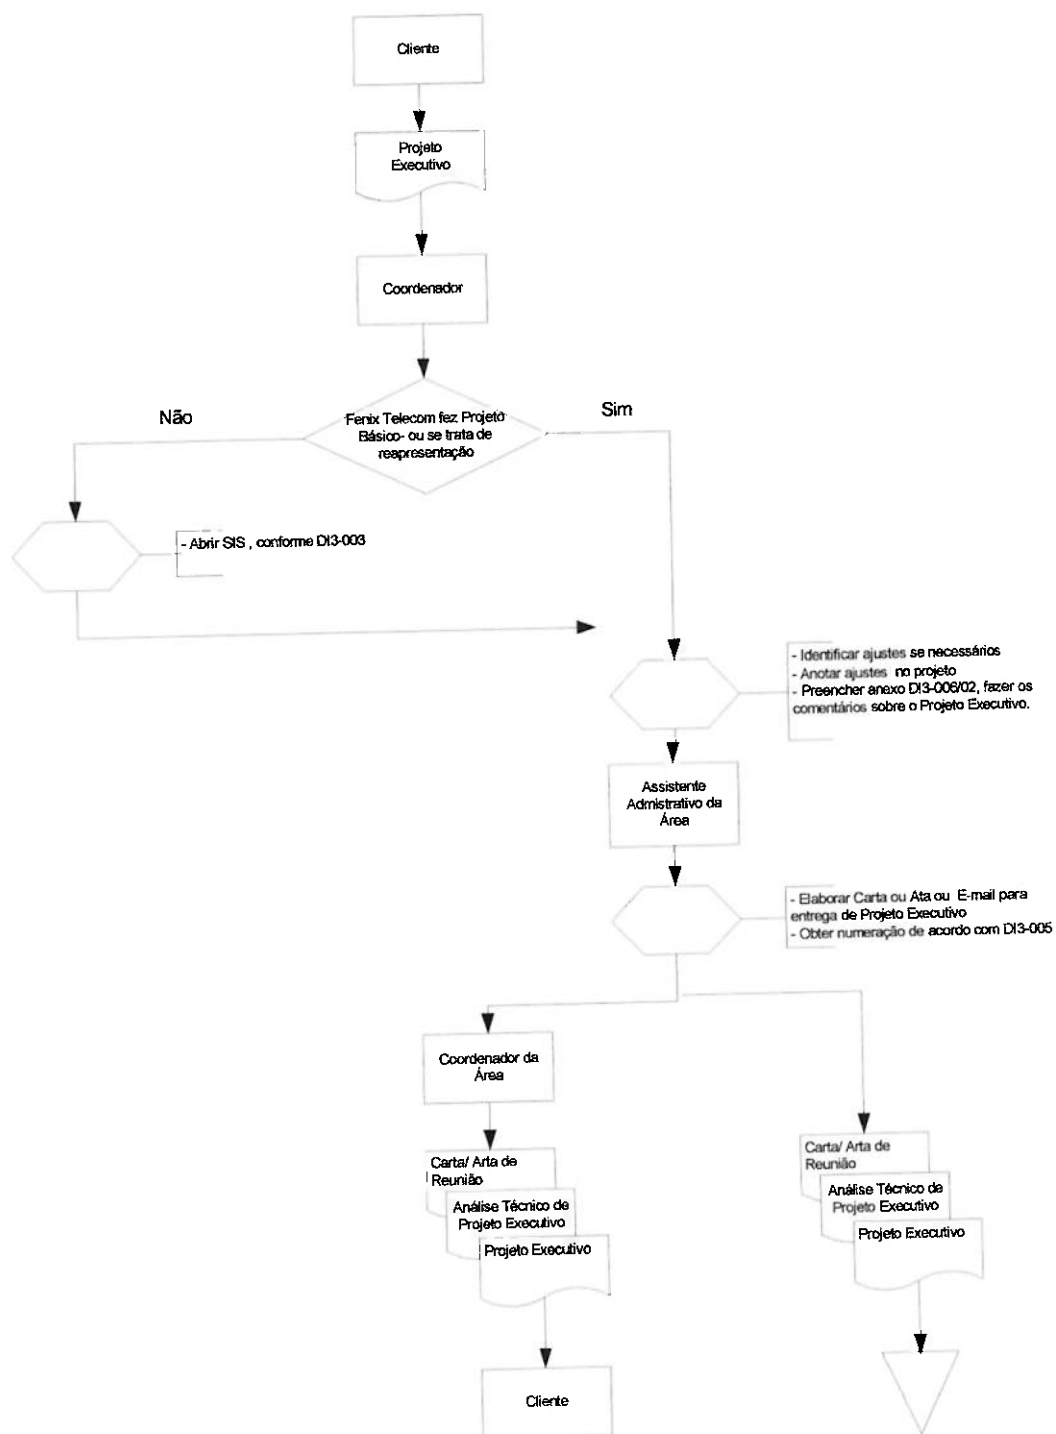 Cliente
Projeto
Executivo
Coordenador
Não
Sim
Fenix Telecom fez Projeto
Básico- ou se trata de
reapresentação
- Abrir SIS , conforme DI3-003
- Identificar ajustes se necessários
- Anotar ajustes no projeto
- Preencher anexo DI3-006/02, fazer os
comentários sobre o Projeto Executivo.
Assistente
Admistrativo da
Área
- Elaborar Carta ou Ata ou E-mail para
entrega de Projeto Executivo
- Obter numeração de acordo com DI3-005
Coordenador da
Área
Carta/ Arta de
Reunião
Análise Técnico de
Projeto Executivo
Projeto Executivo
Carta/ Arta de
Reunião
Análise Técnico de
Projeto Executivo
Projeto Executivo
Cliente